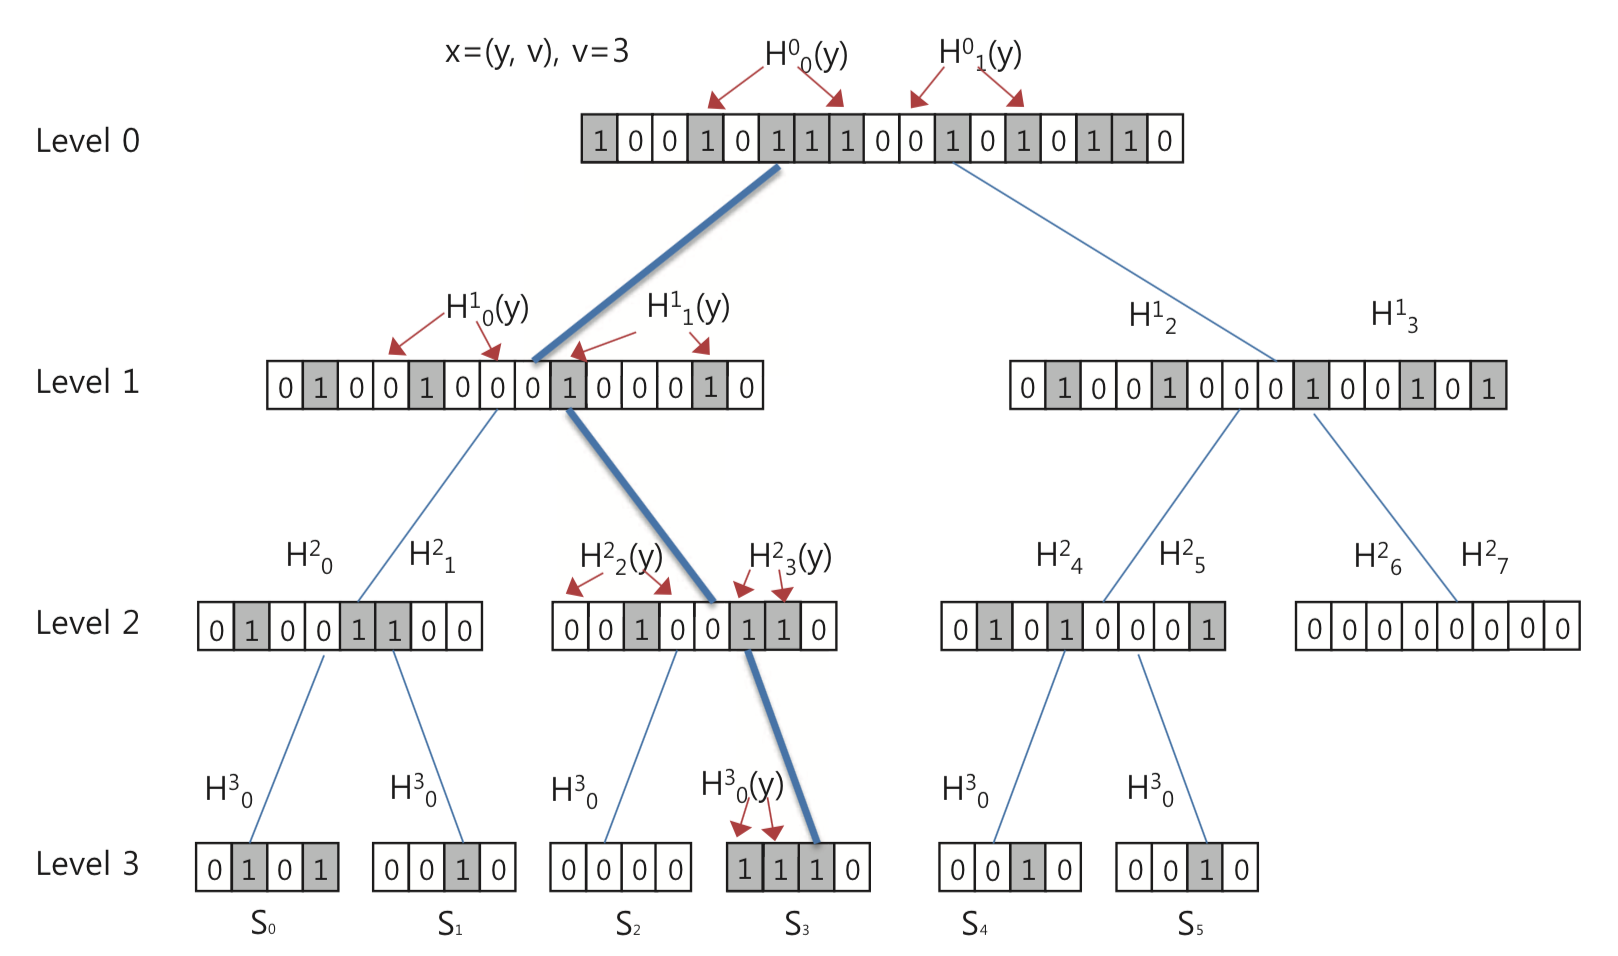 x=(y, v), v=3 H⁰₀(y) H⁰₁(y)
Level 0 1 0 0 1 0 1 1 1 0 0 1 0 1 0 1 1 0
H¹₀(y) H¹₁(y) H¹₂ H¹₃
Level 1 0 1 0 0 1 0 0 0 1 0 0 0 1 0 0 1 0 0 1 0 0 0 1 0 0 1 0 1
H²₀ H²₁ H²₂(y) H²₃(y) H²₄ H²₅ H²₆ H²₇
Level 2 0 1 0 0 1 1 0 0 0 0 1 0 0 1 1 0 0 1 0 1 0 0 0 1 0 0 0 0 0 0 0 0
H³₀ H³₀ H³₀ H³₀(y) H³₀ H³₀
Level 3 0 1 0 1 0 0 1 0 0 0 0 0 1 1 1 0 0 0 1 0 0 0 1 0
S₀ S₁ S₂ S₃ S₄ S₅